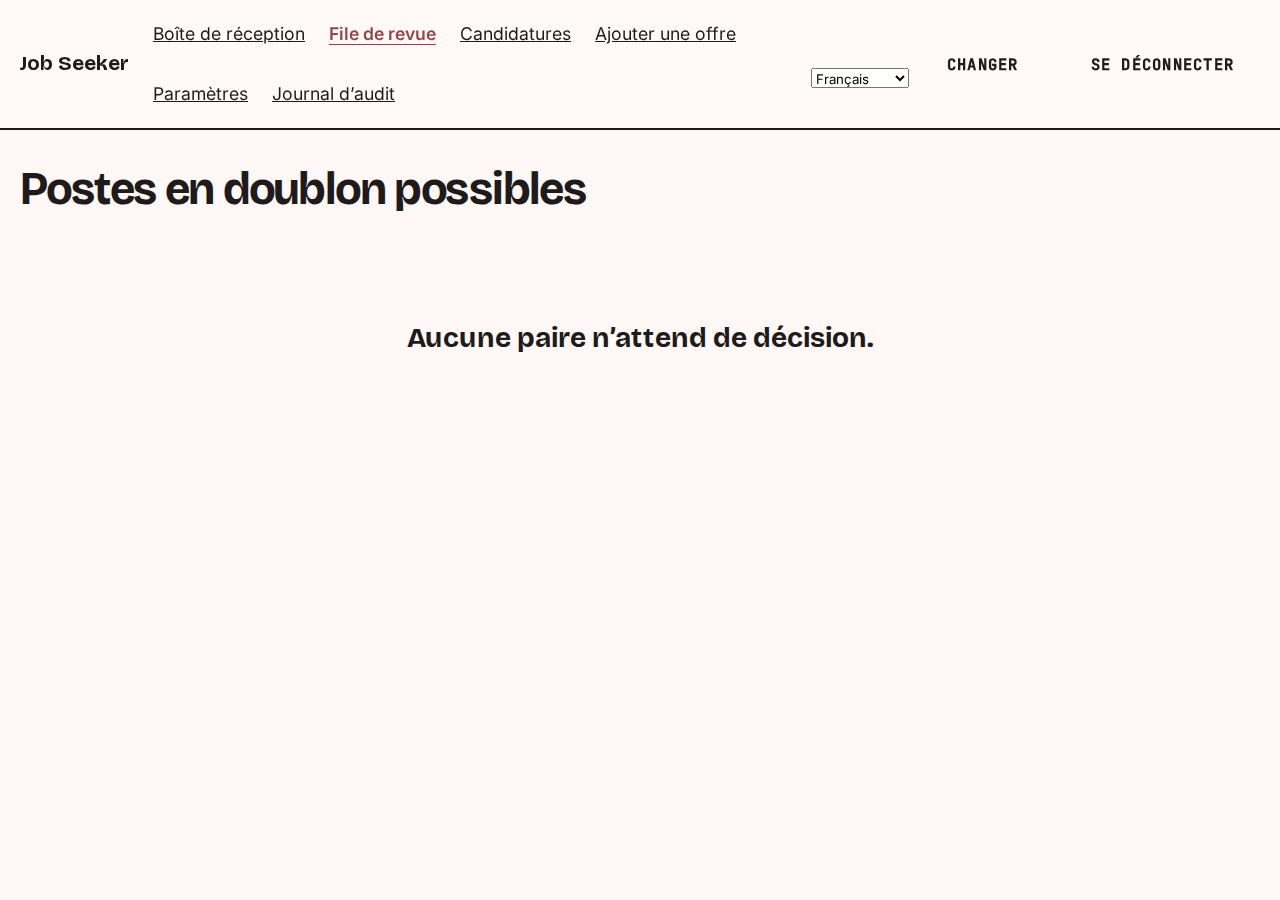 Job Seeker
Boîte de réception File de revue Candidatures Ajouter une offre
Paramètres Journal d’audit
Français
CHANGER
SE DÉCONNECTER
Postes en doublon possibles
Aucune paire n’attend de décision.